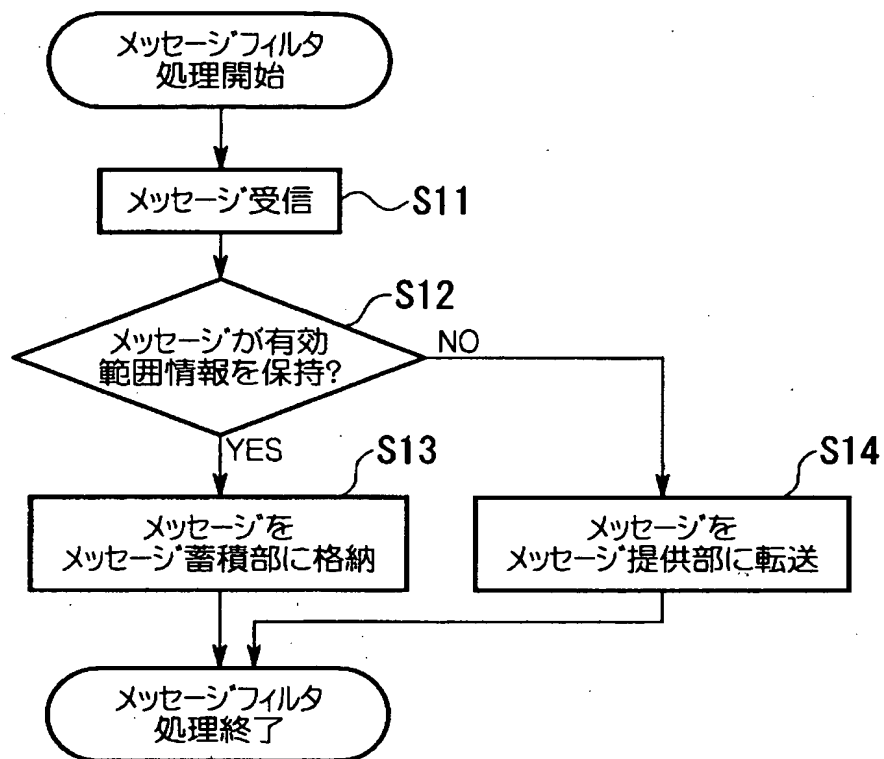 メッセージフィルタ
処理開始
メッセージ受信
S11
S12
メッセージが有効
範囲情報を保持?
NO
YES
S13
メッセージを
メッセージ蓄積部に格納
S14
メッセージを
メッセージ提供部に転送
メッセージフィルタ
処理終了